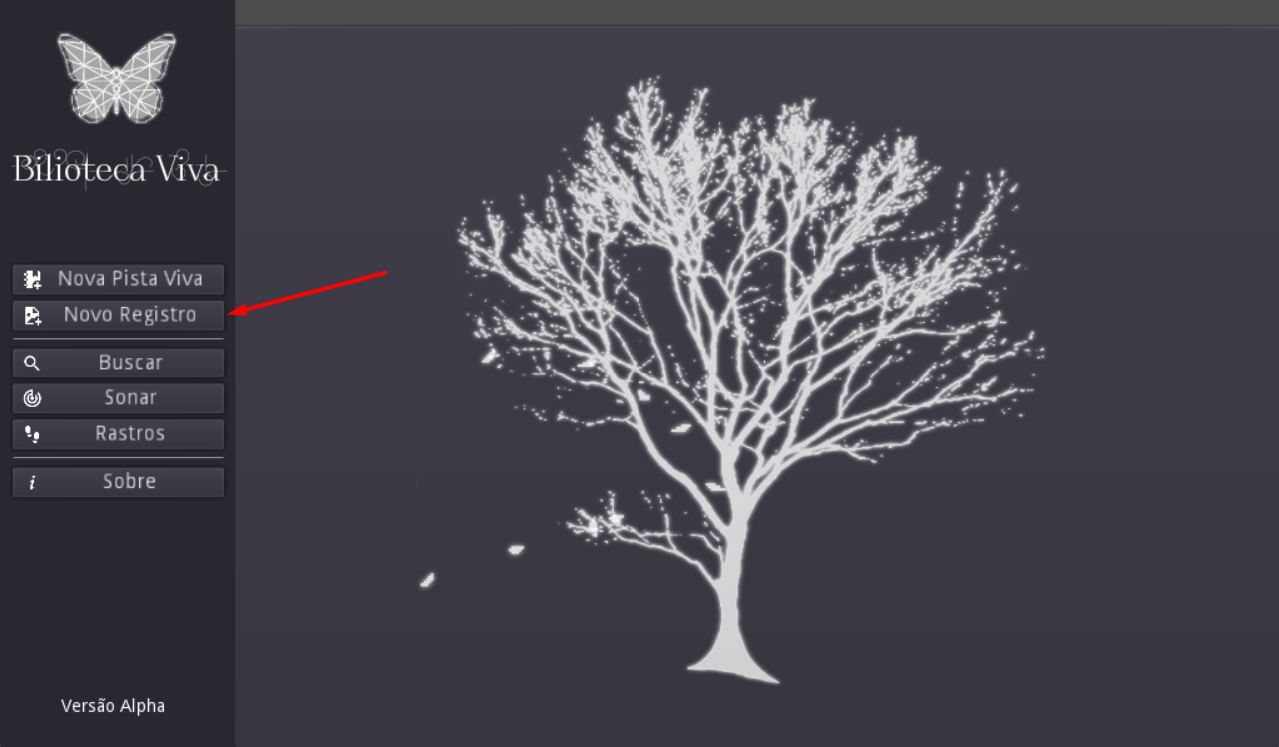 Bilioteca Viva
Nova Pista Viva
Novo Registro
Buscar
Sonar
Rastros
Sobre
Versão Alpha